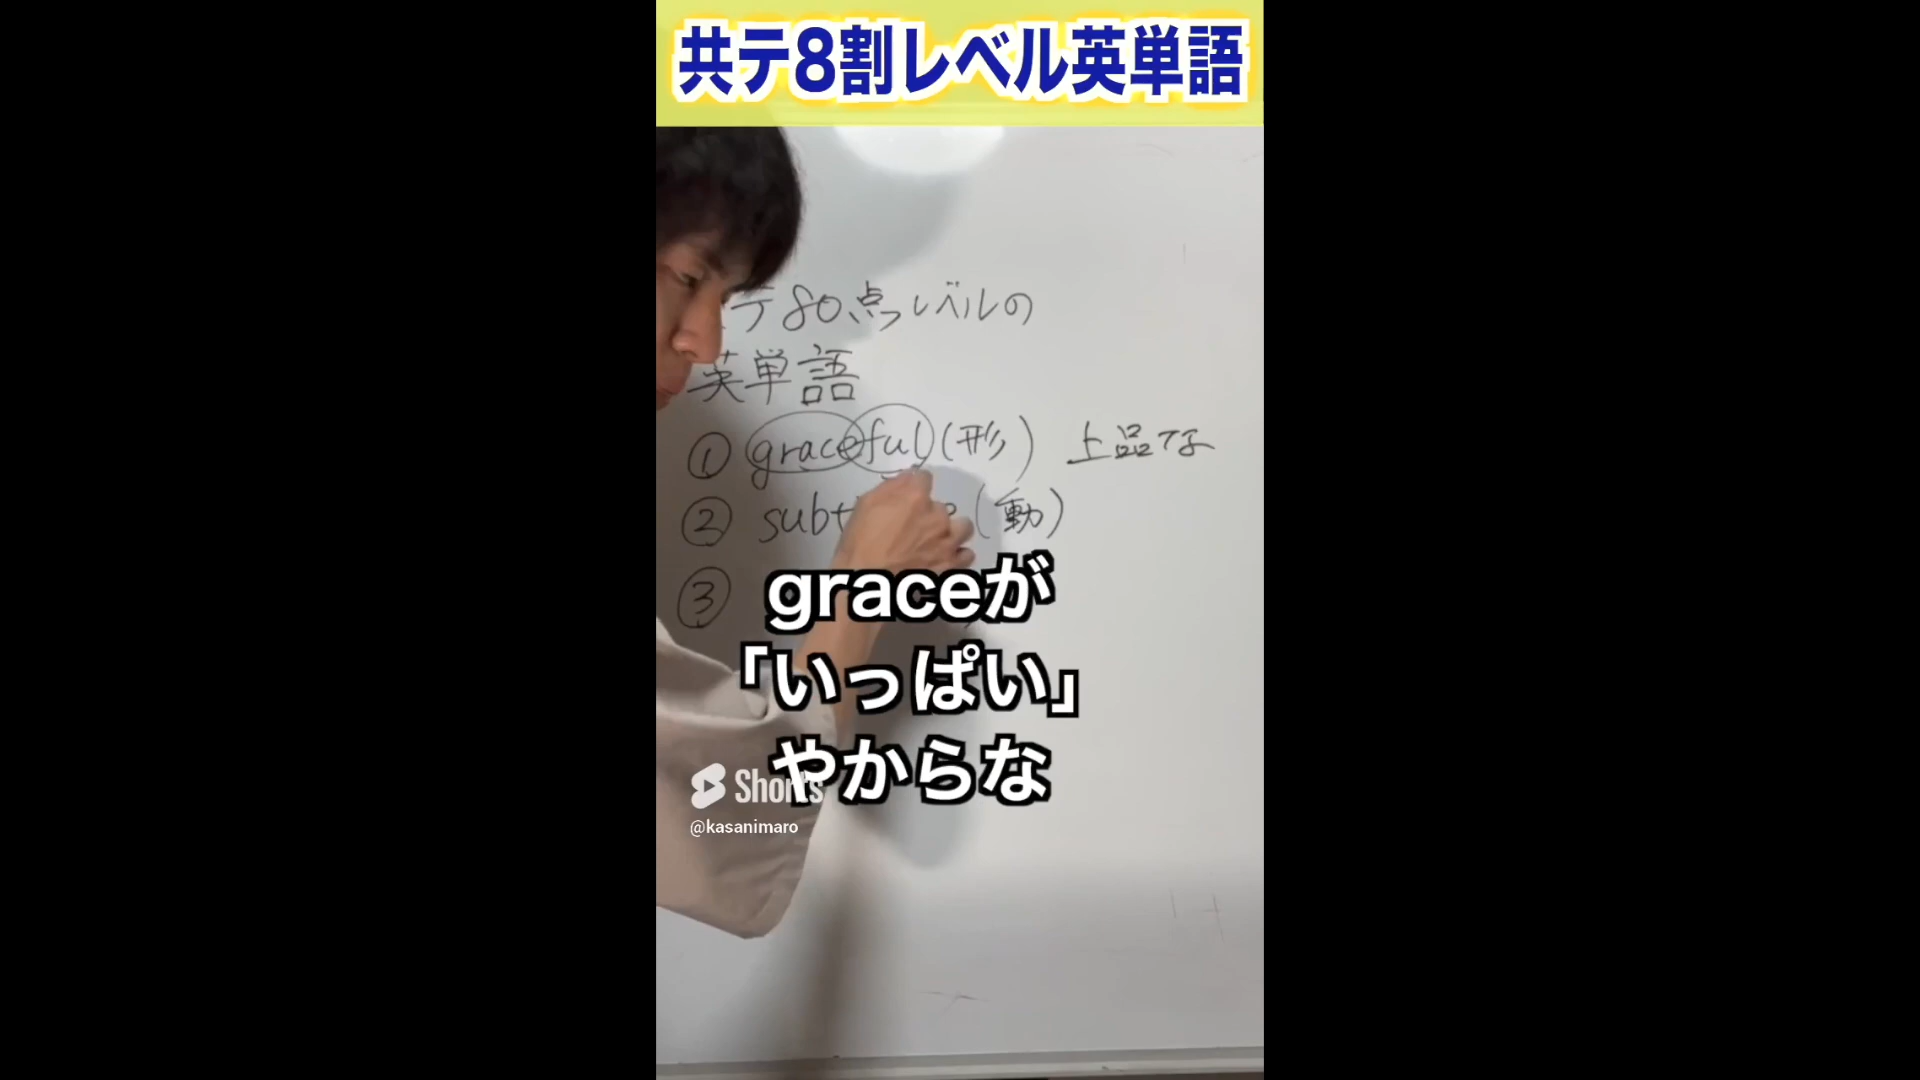 共テ8割レベル英単語
テ80点レベルの
英単語
① graceful (形) 上品な
② (動)
③
graceが
「いっぱい」
やからな
Shorts
@kasanimaro